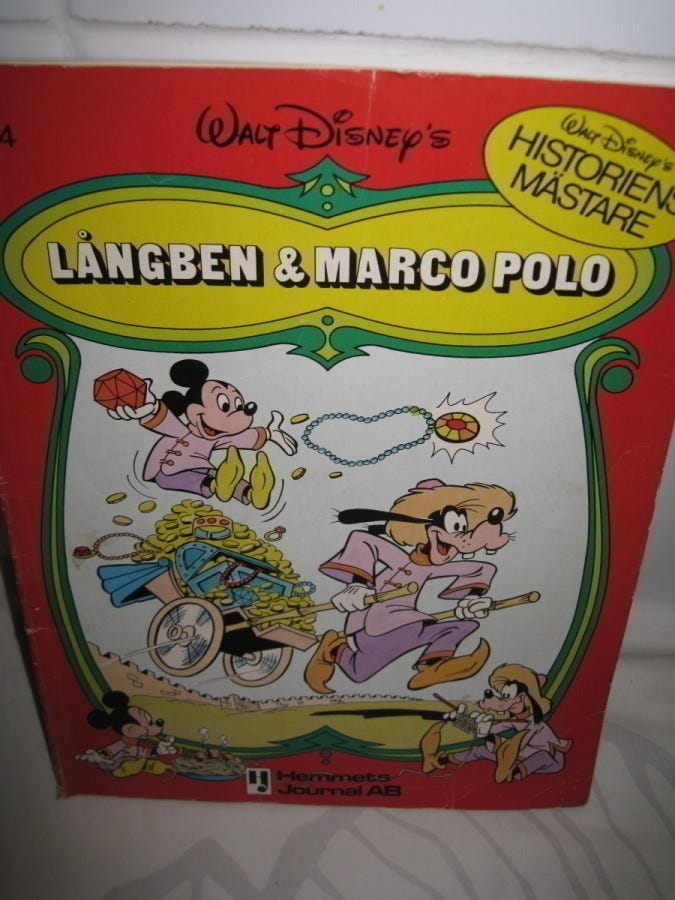 4
WALT DISNEY'S
WALT DISNEY'S
HISTORIENS
MÄSTARE
LÅNGBEN & MARCO POLO
H
Hemmets
Journal AB